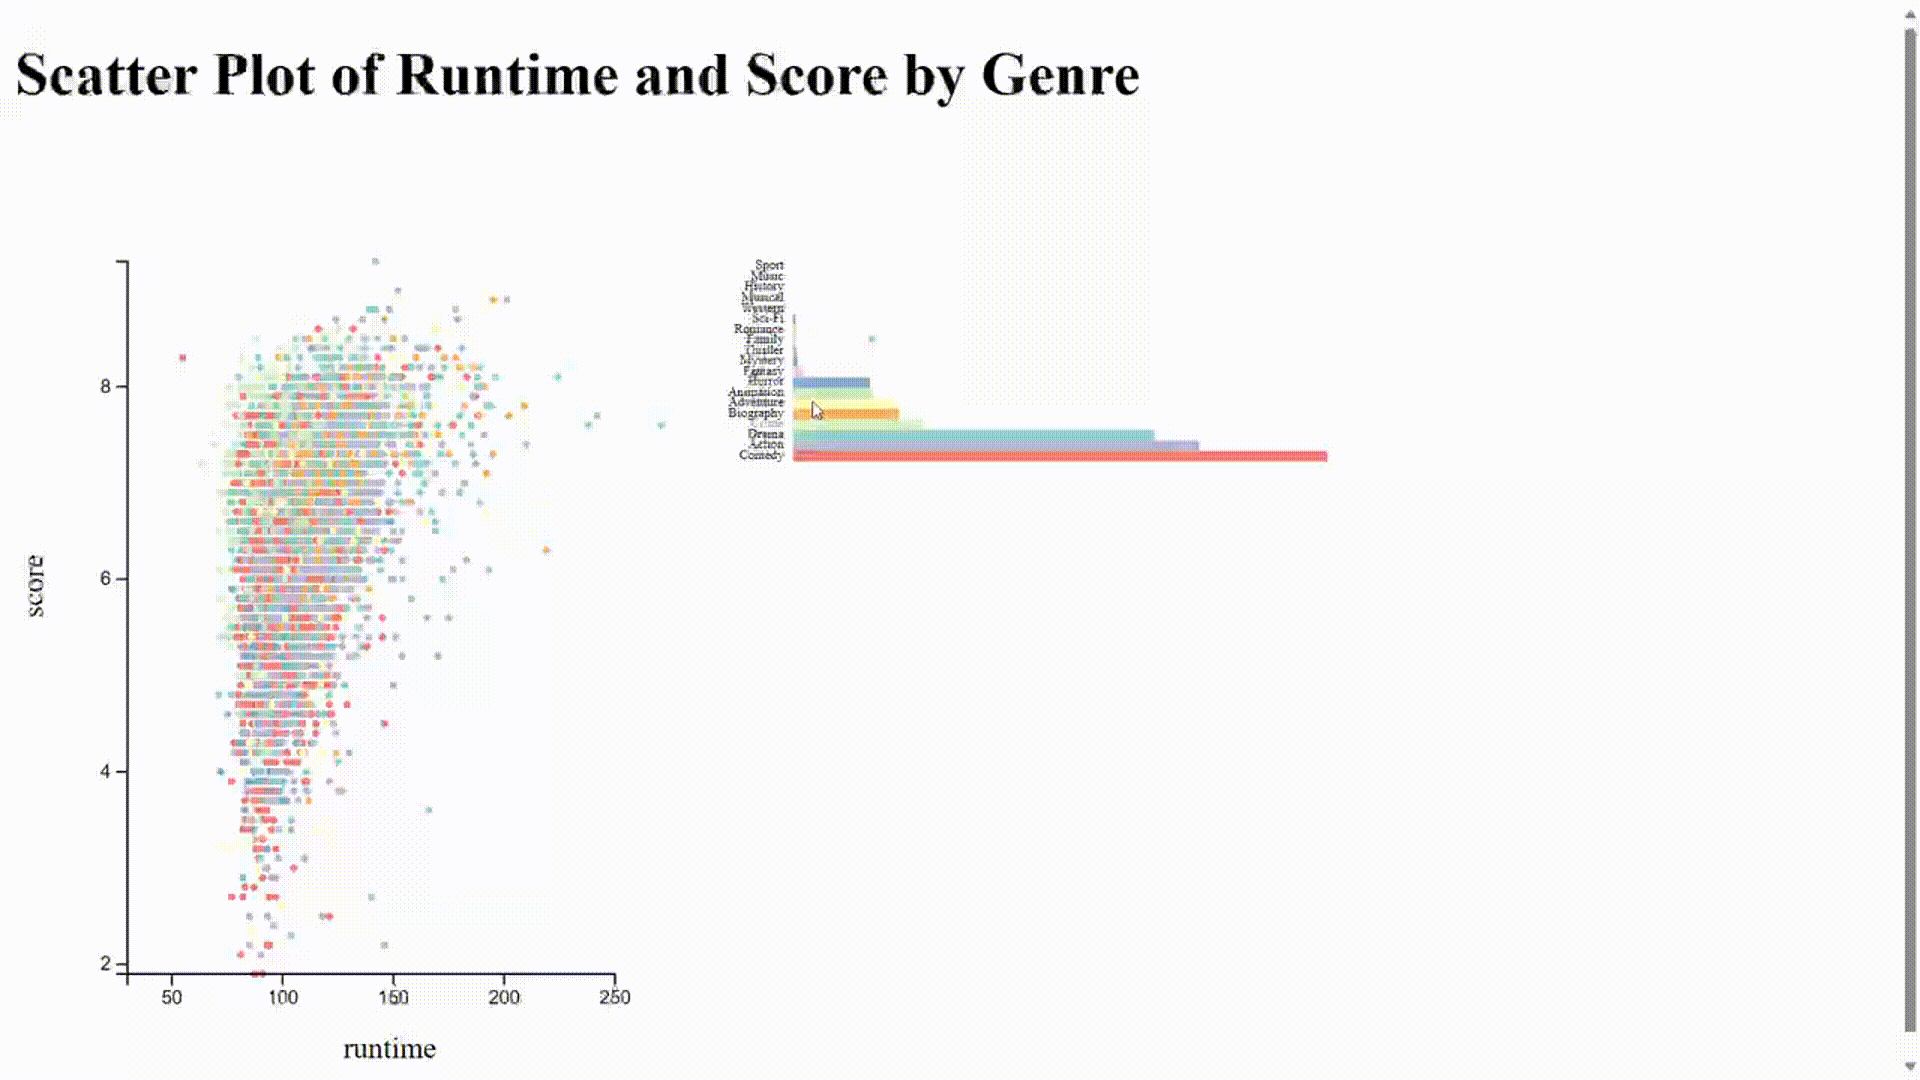 Scatter Plot of Runtime and Score by Genre
Sport
Music
History
Musical
Western
Sci-Fi
Romance
Family
Thriller
Mystery
Fantasy
Horror
Animation
Adventure
Biography
Crime
Drama
Action
Comedy
8
6
4
2
score
50 100 150 200 250
runtime